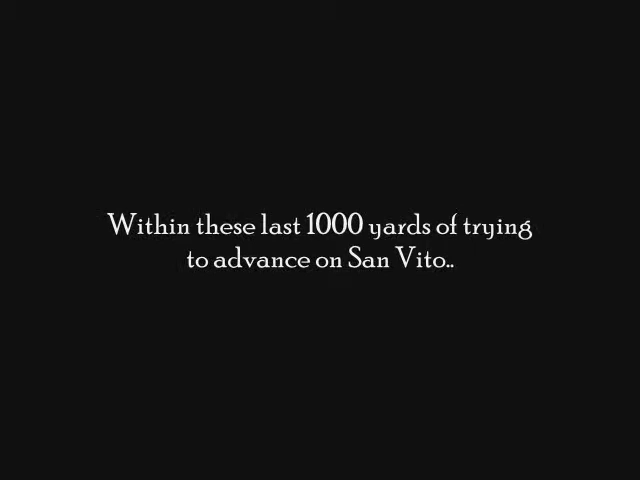 Within these last 1000 yards of trying
to advance on San Vito..